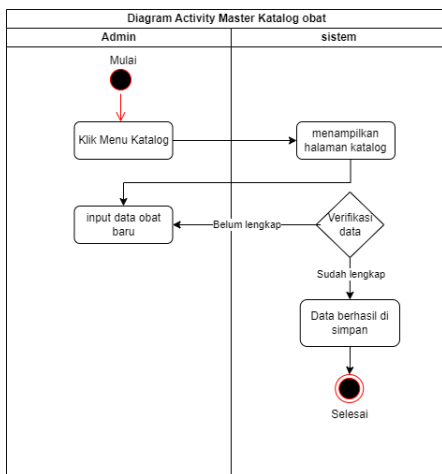 Diagram Activity Master Katalog obat
Admin
sistem
Mulai
Klik Menu Katalog
menampilkan
halaman katalog
input data obat
baru
Belum lengkap
Verifikasi
data
Sudah lengkap
Data berhasil di
simpan
Selesai